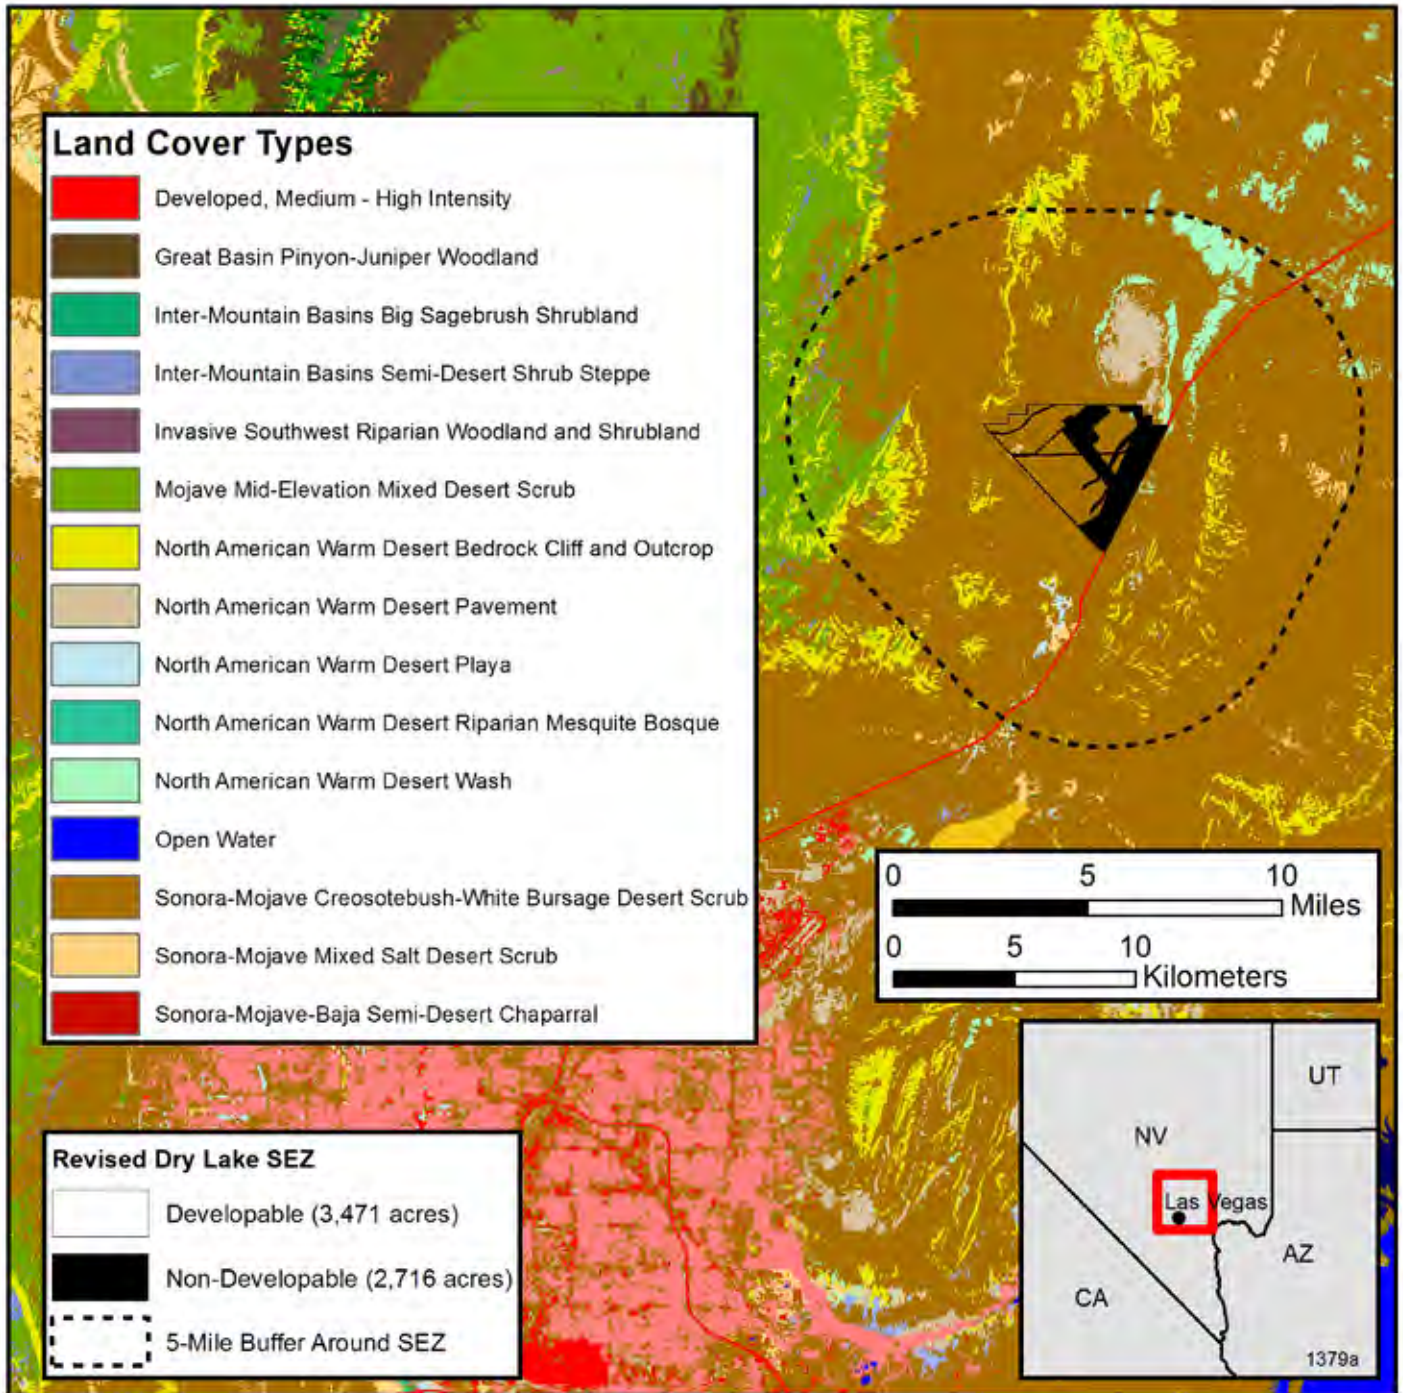 Land Cover Types
Developed, Medium - High Intensity
Great Basin Pinyon-Juniper Woodland
Inter-Mountain Basins Big Sagebrush Shrubland
Inter-Mountain Basins Semi-Desert Shrub Steppe
Invasive Southwest Riparian Woodland and Shrubland
Mojave Mid-Elevation Mixed Desert Scrub
North American Warm Desert Bedrock Cliff and Outcrop
North American Warm Desert Pavement
North American Warm Desert Playa
North American Warm Desert Riparian Mesquite Bosque
North American Warm Desert Wash
Open Water
Sonora-Mojave Creosotebush-White Bursage Desert Scrub
Sonora-Mojave Mixed Salt Desert Scrub
Sonora-Mojave-Baja Semi-Desert Chaparral
0 5 10
Miles
0 5 10
Kilometers
Revised Dry Lake SEZ
Developable (3,471 acres)
Non-Developable (2,716 acres)
5-Mile Buffer Around SEZ
UT
NV
Las Vegas
AZ
CA
1379a